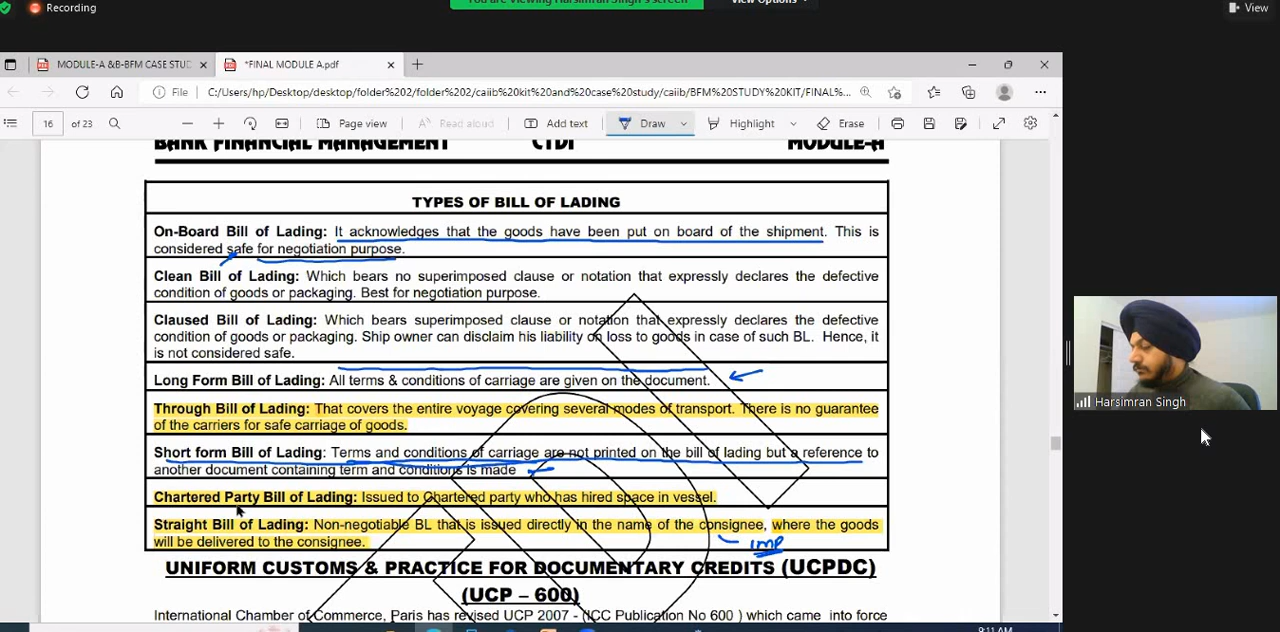 Recording
You are viewing Harsimran Singh's screen
View Options
View
MODULE-A &B-BFM CASE STUD
*FINAL MODULE A.pdf
File
C:/Users/hp/Desktop/desktop/folder%202/folder%202/caiib%20kit%20and%20case%20study/caiib/BFM%20STUDY%20KIT/FINAL%...
16 of 23
Page view
Read aloud
Add text
Draw
Highlight
Erase
BANK FINANCIAL MANAGEMENT CTDI MODULE-A
TYPES OF BILL OF LADING
On-Board Bill of Lading: It acknowledges that the goods have been put on board of the shipment. This is
considered safe for negotiation purpose.
Clean Bill of Lading: Which bears no superimposed clause or notation that expressly declares the defective
condition of goods or packaging. Best for negotiation purpose.
Claused Bill of Lading: Which bears superimposed clause or notation that expressly declares the defective
condition of goods or packaging. Ship owner can disclaim his liability on loss to goods in case of such BL. Hence, it
is not considered safe.
Long Form Bill of Lading: All terms & conditions of carriage are given on the document.
Through Bill of Lading: That covers the entire voyage covering several modes of transport. There is no guarantee
of the carriers for safe carriage of goods.
Short form Bill of Lading: Terms and conditions of carriage are not printed on the bill of lading but a reference to
another document containing term and conditions is made
Chartered Party Bill of Lading: Issued to Chartered party who has hired space in vessel.
Straight Bill of Lading: Non-negotiable BL that is issued directly in the name of the consignee, where the goods
will be delivered to the consignee.
imp
UNIFORM CUSTOMS & PRACTICE FOR DOCUMENTARY CREDITS (UCPDC)
(UCP – 600)
International Chamber of Commerce, Paris has revised UCP 2007 - (ICC Publication No 600 ) which came into force
Harsimran Singh
9:11 AM